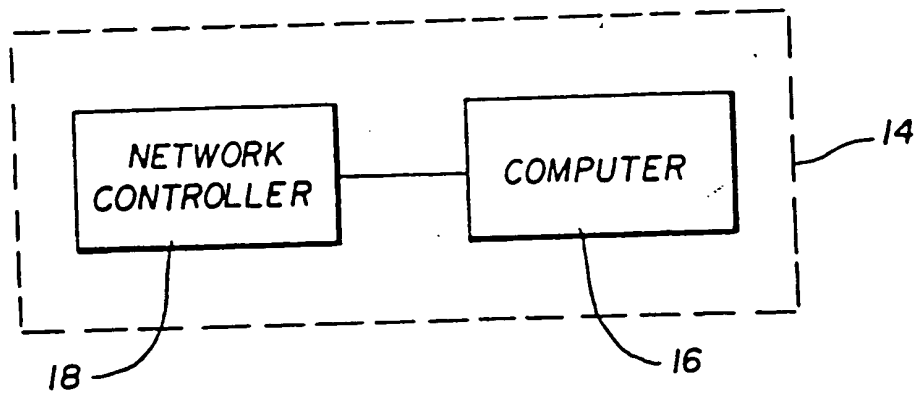 NETWORK
CONTROLLER
COMPUTER
14
18
16